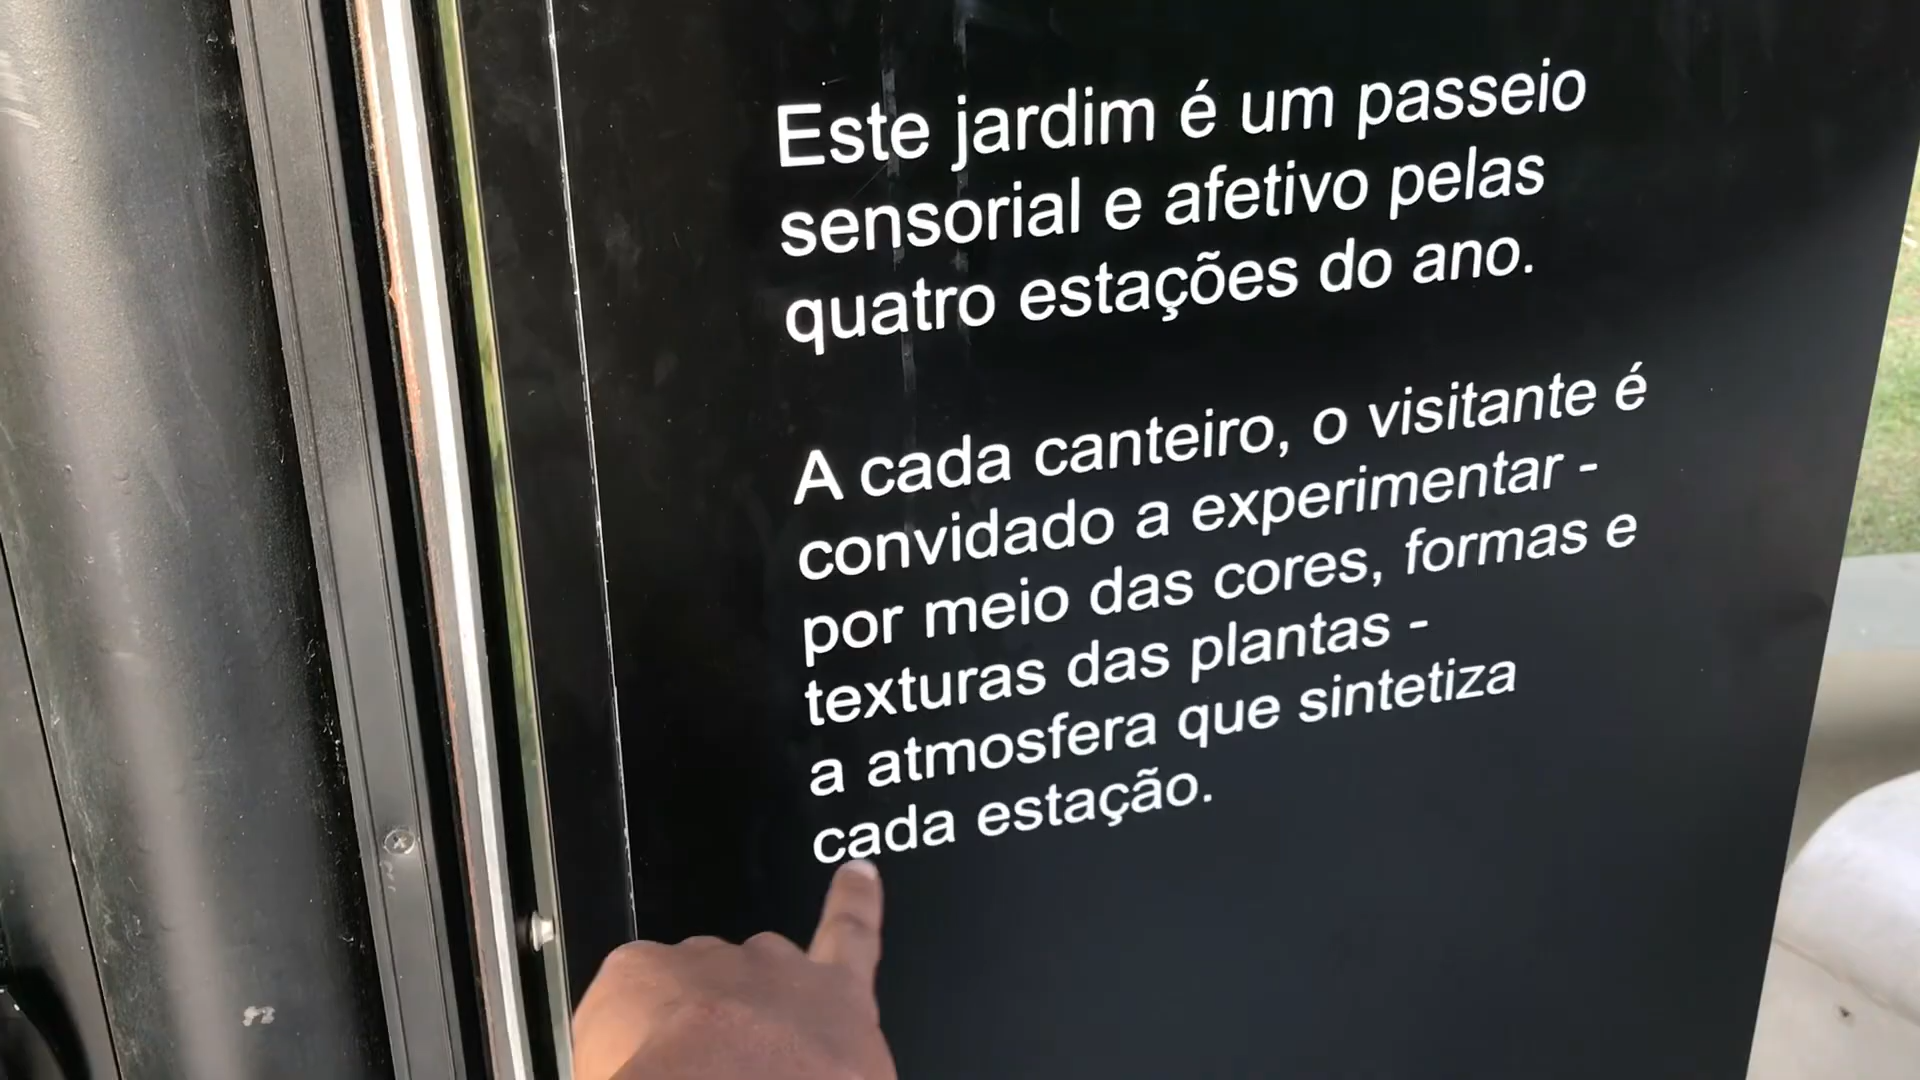 Este jardim é um passeio
sensorial e afetivo pelas
quatro estações do ano.
A cada canteiro, o visitante é
convidado a experimentar -
por meio das cores, formas e
texturas das plantas -
a atmosfera que sintetiza
cada estação.